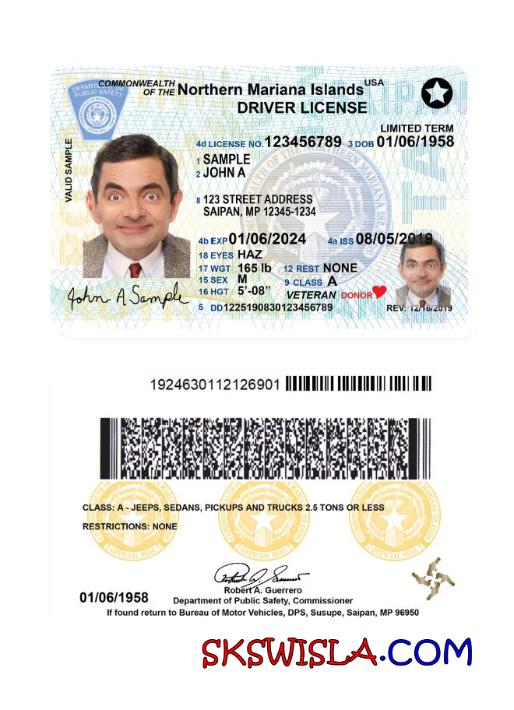 DEPARTMENT
PUBLIC SAFETY
COMMONWEALTH
OF THE Northern Mariana Islands USA
DRIVER LICENSE
LIMITED TERM
4d LICENSE NO. 123456789 3 DOB 01/06/1958
VALID SAMPLE
1 SAMPLE
2 JOHN A
8 123 STREET ADDRESS
SAIPAN, MP 12345-1234
4b EXP 01/06/2024 4a ISS 08/05/2019
18 EYES HAZ
17 WGT 165 lb 12 REST NONE
15 SEX M 9 CLASS A
16 HGT 5'-08" VETERAN DONOR
John A Sample
5 DD 1225190830123456789 REV. 12/16/2019
1924630112126901
CLASS: A - JEEPS, SEDANS, PICKUPS AND TRUCKS 2.5 TONS OR LESS
RESTRICTIONS: NONE
OFFICIAL SEAL OFFICIAL SEAL OFFICIAL SEAL
Robert A. Guerrero
01/06/1958 Department of Public Safety, Commissioner
If found return to Bureau of Motor Vehicles, DPS, Susupe, Saipan, MP 96950
SKSWISLA.COM